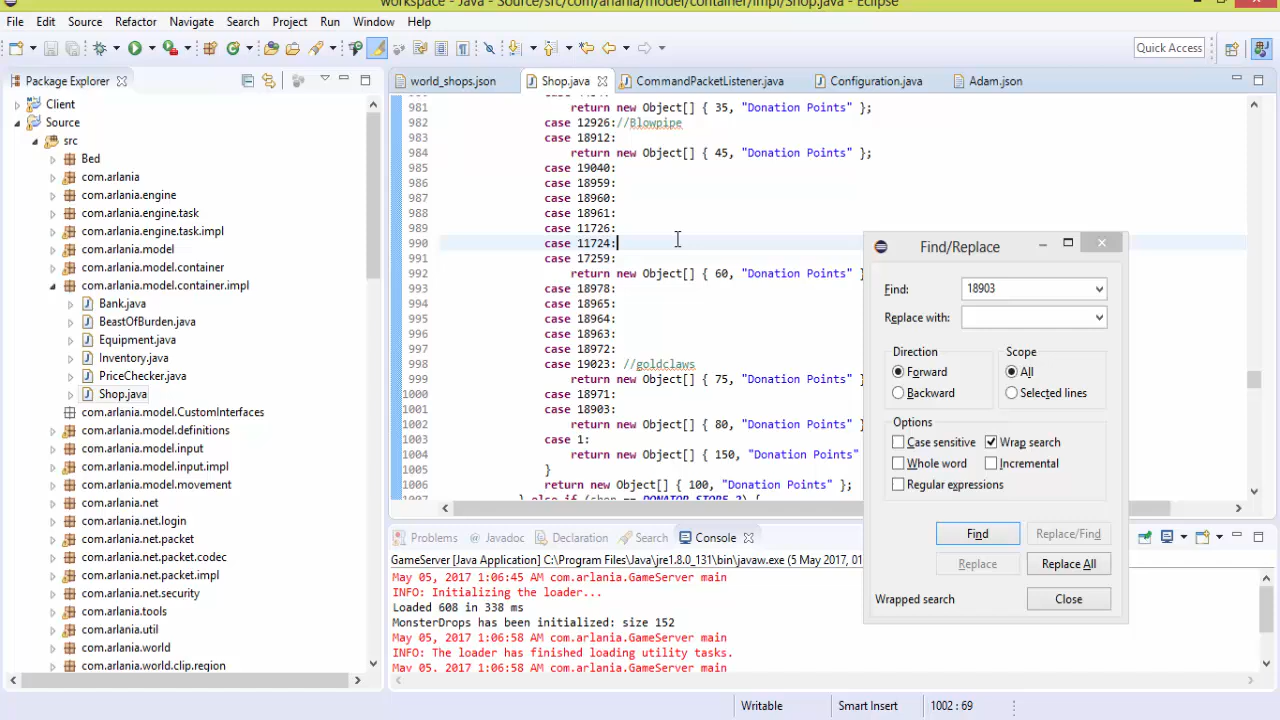 workspace - Java - Source/src/com/arlania/model/container/impl/Shop.java - Eclipse
File Edit Source Refactor Navigate Search Project Run Window Help
Quick Access
Package Explorer
world_shops.json Shop.java CommandPacketListener.java Configuration.java Adam.json
Client
Source
src
Bed
com.arlania
com.arlania.engine
com.arlania.engine.task
com.arlania.engine.task.impl
com.arlania.model
com.arlania.model.container
com.arlania.model.container.impl
Bank.java
BeastOfBurden.java
Equipment.java
Inventory.java
PriceChecker.java
Shop.java
com.arlania.model.CustomInterfaces
com.arlania.model.definitions
com.arlania.model.input
com.arlania.model.input.impl
com.arlania.model.movement
com.arlania.net
com.arlania.net.login
com.arlania.net.packet
com.arlania.net.packet.codec
com.arlania.net.packet.impl
com.arlania.net.security
com.arlania.tools
com.arlania.util
com.arlania.world
com.arlania.world.clip.region
981 return new Object[] { 35, "Donation Points" };
982 case 12926://Blowpipe
983 case 18912:
984 return new Object[] { 45, "Donation Points" };
985 case 19040:
986 case 18959:
987 case 18960:
988 case 18961:
989 case 11726:
990 case 11724:
991 case 17259:
992 return new Object[] { 60, "Donation Points" }
993 case 18978:
994 case 18965:
995 case 18964:
996 case 18963:
997 case 18972:
998 case 19023: //goldclaws
999 return new Object[] { 75, "Donation Points" }
1000 case 18971:
1001 case 18903:
1002 return new Object[] { 80, "Donation Points" }
1003 case 1:
1004 return new Object[] { 150, "Donation Points"
1005 }
1006 return new Object[] { 100, "Donation Points" };
1007 } else if (shop == DONATOR_STORE_2) {
Find/Replace
Find: 18903
Replace with:
Direction
Forward
Backward
Scope
All
Selected lines
Options
Case sensitive Wrap search
Whole word Incremental
Regular expressions
Find Replace/Find
Replace Replace All
Wrapped search Close
Problems Javadoc Declaration Search Console
GameServer [Java Application] C:\Program Files\Java\jre1.8.0_131\bin\javaw.exe (5 May 2017, 01
May 05, 2017 1:06:45 AM com.arlania.GameServer main
INFO: Initializing the loader...
Loaded 608 in 338 ms
MonsterDrops has been initialized: size 152
May 05, 2017 1:06:58 AM com.arlania.GameServer main
INFO: The loader has finished loading utility tasks.
May 05, 2017 1:06:58 AM com.arlania.GameServer main
Writable Smart Insert 1002 : 69